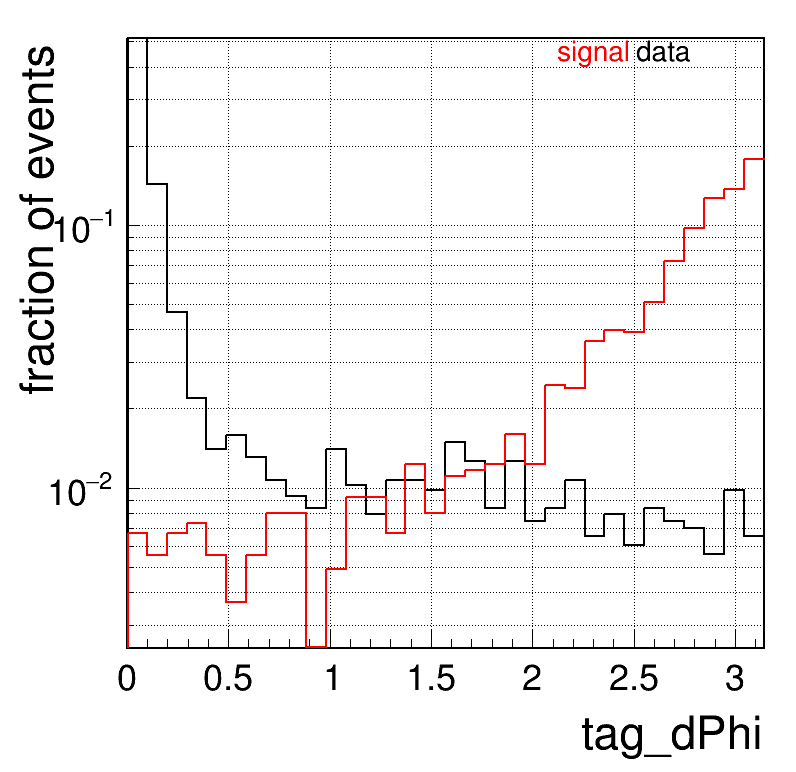 signal data
fraction of events
10⁻¹
10⁻²
0 0.5 1 1.5 2 2.5 3
tag_dPhi